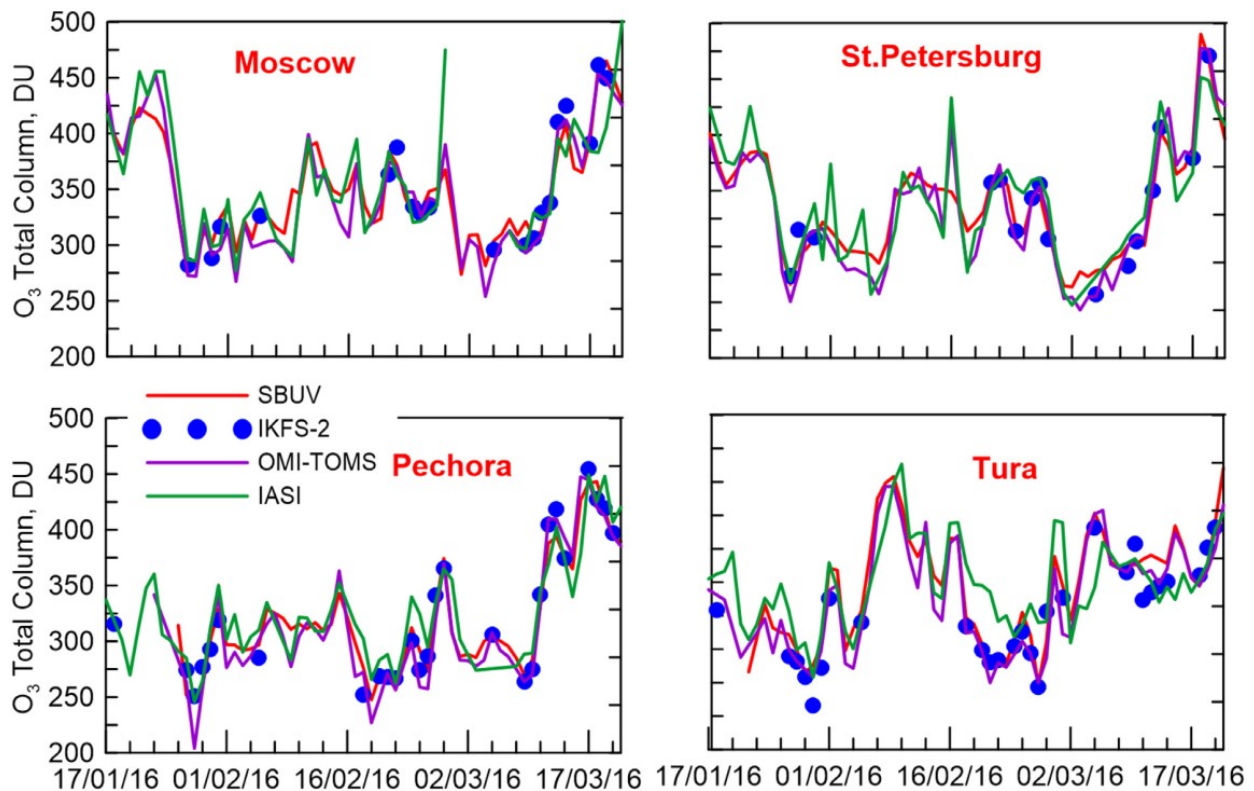 Moscow
St.Petersburg
O3 Total Column, DU
500
450
400
350
300
250
200
SBUV
IKFS-2
OMI-TOMS
IASI
Pechora
Tura
O3 Total Column, DU
500
450
400
350
300
250
200
17/01/16 01/02/16 16/02/16 02/03/16 17/03/16
17/01/16 01/02/16 16/02/16 02/03/16 17/03/16